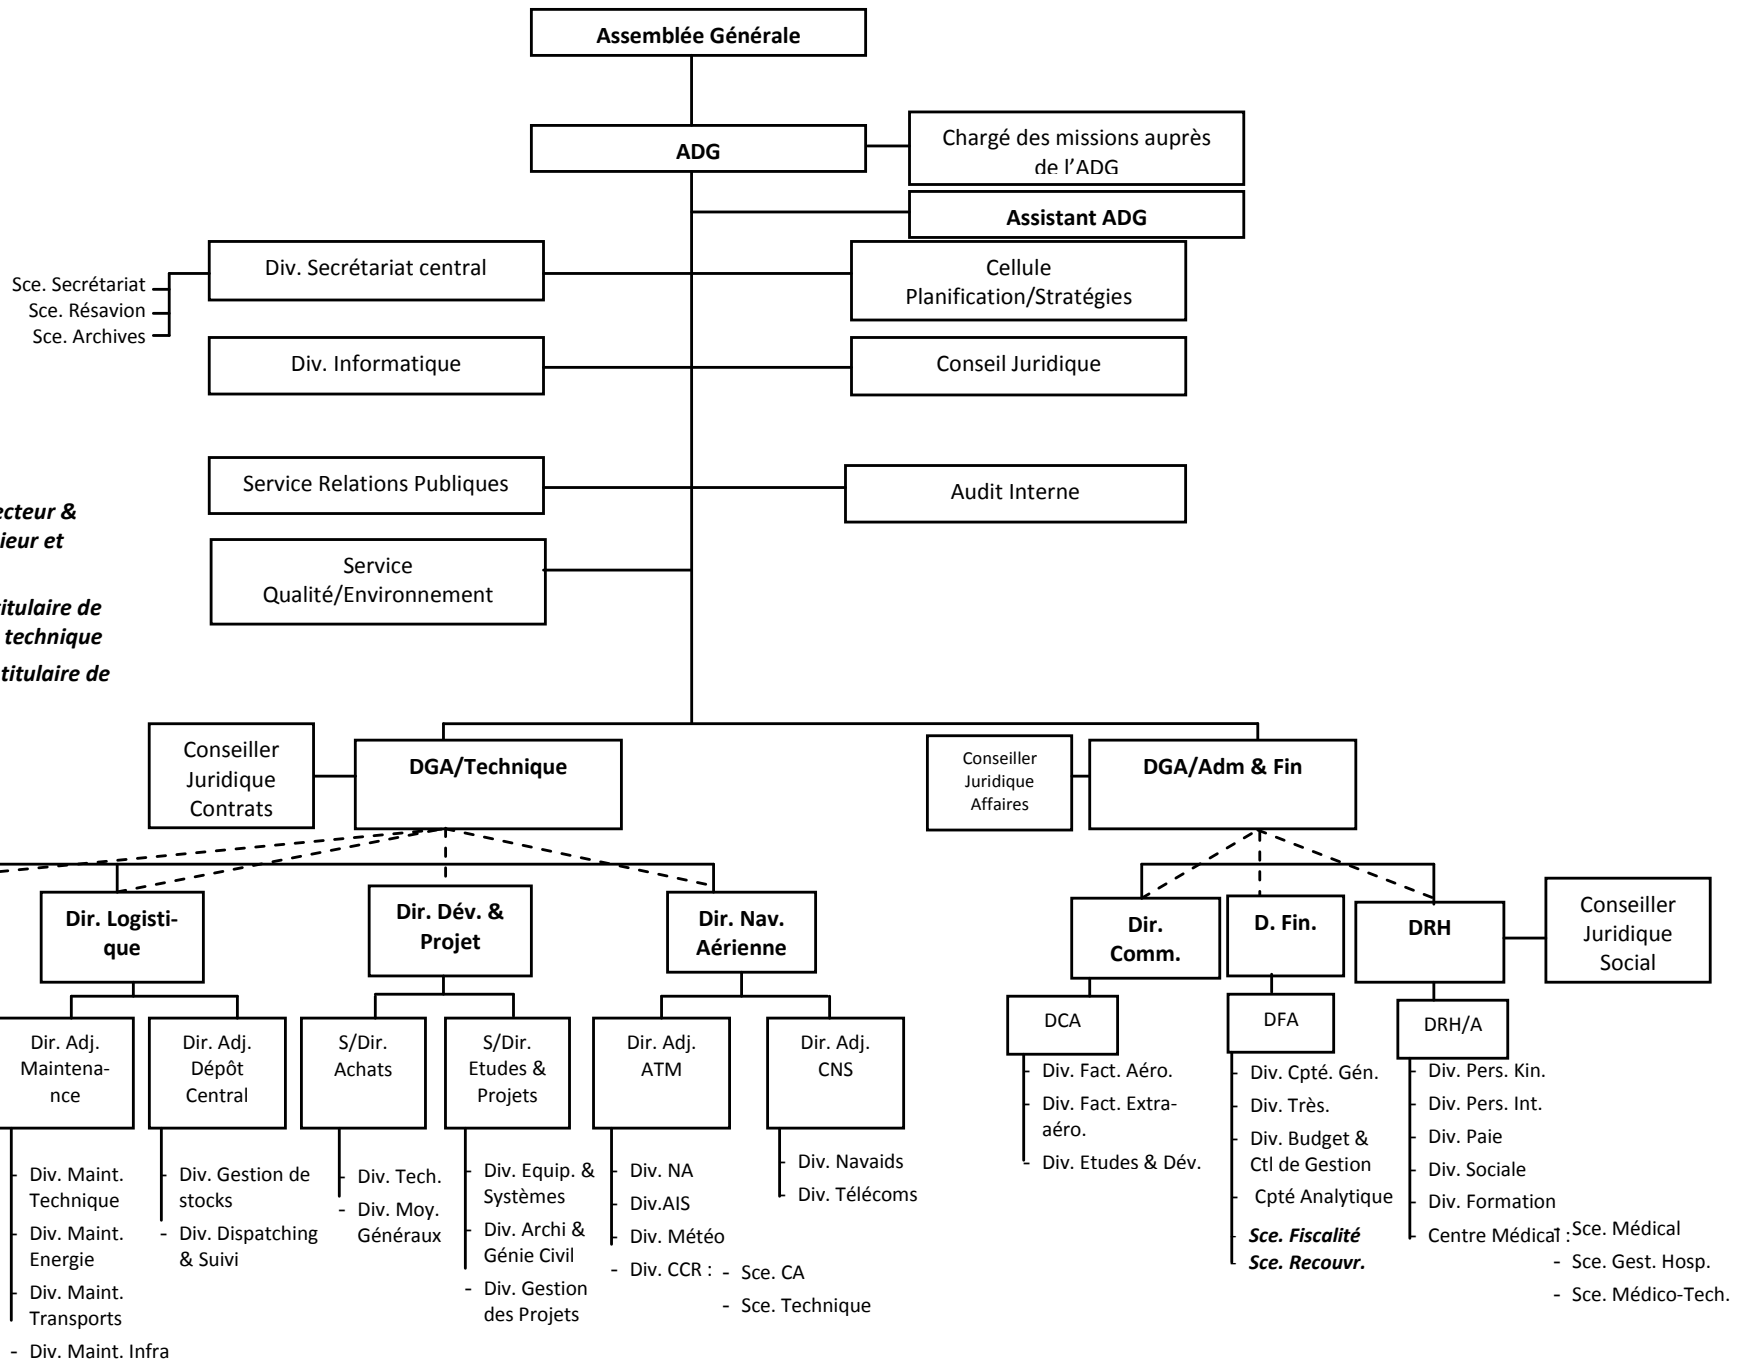 Assemblée Générale
ADG
Chargé des missions auprès
de l'ADG
Assistant ADG
Div. Secrétariat central
Cellule
Planification/Stratégies
Sce. Secrétariat
Sce. Résavion
Sce. Archives
Div. Informatique
Conseil Juridique
Service Relations Publiques
Audit Interne
ecteur &
ieur et
Service
Qualité/Environnement
titulaire de
technique
titulaire de
Conseiller
Juridique
Contrats
DGA/Technique
Conseiller
Juridique
Affaires
DGA/Adm & Fin
Dir. Logisti-
que
Dir. Dév. &
Projet
Dir. Nav.
Aérienne
Dir.
Comm.
D. Fin.
DRH
Conseiller
Juridique
Social
Dir. Adj.
Maintena-
nce
Dir. Adj.
Dépôt
Central
S/Dir.
Achats
S/Dir.
Etudes &
Projets
Dir. Adj.
ATM
Dir. Adj.
CNS
DCA
DFA
DRH/A
- Div. Maint.
Technique
- Div. Maint.
Energie
- Div. Maint.
Transports
- Div. Maint. Infra
- Div. Gestion de
stocks
- Div. Dispatching
& Suivi
- Div. Tech.
- Div. Moy.
Généraux
- Div. Equip. &
Systèmes
- Div. Archi &
Génie Civil
- Div. Gestion
des Projets
- Div. NA
- Div.AIS
- Div. Météo
- Div. CCR :
- Sce. CA
- Sce. Technique
- Div. Navaids
- Div. Télécoms
- Div. Fact. Aéro.
- Div. Fact. Extra-
aéro.
- Div. Etudes & Dév.
- Div. Cpté. Gén.
- Div. Très.
- Div. Budget &
Ctl de Gestion
- Cpté Analytique
- Sce. Fiscalité
- Sce. Recouvr.
- Div. Pers. Kin.
- Div. Pers. Int.
- Div. Paie
- Div. Sociale
- Div. Formation
- Centre Médical :
- Sce. Médical
- Sce. Gest. Hosp.
- Sce. Médico-Tech.